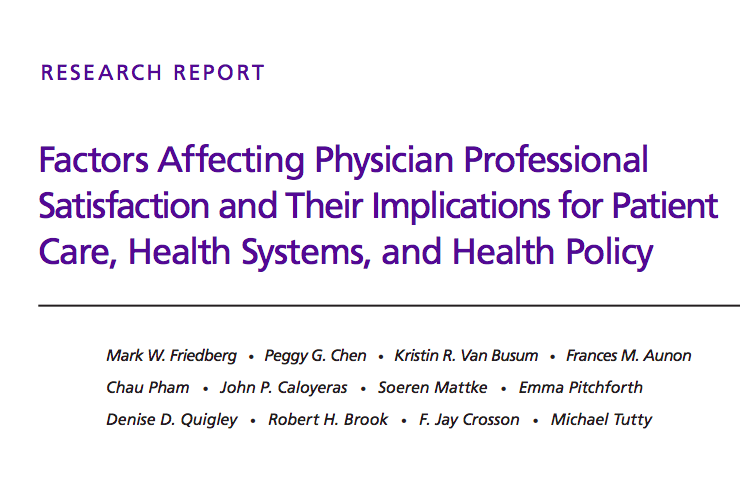 RESEARCH REPORT
Factors Affecting Physician Professional
Satisfaction and Their Implications for Patient
Care, Health Systems, and Health Policy
Mark W. Friedberg • Peggy G. Chen • Kristin R. Van Busum • Frances M. Aunon
Chau Pham • John P. Caloyeras • Soeren Mattke • Emma Pitchforth
Denise D. Quigley • Robert H. Brook • F. Jay Crosson • Michael Tutty